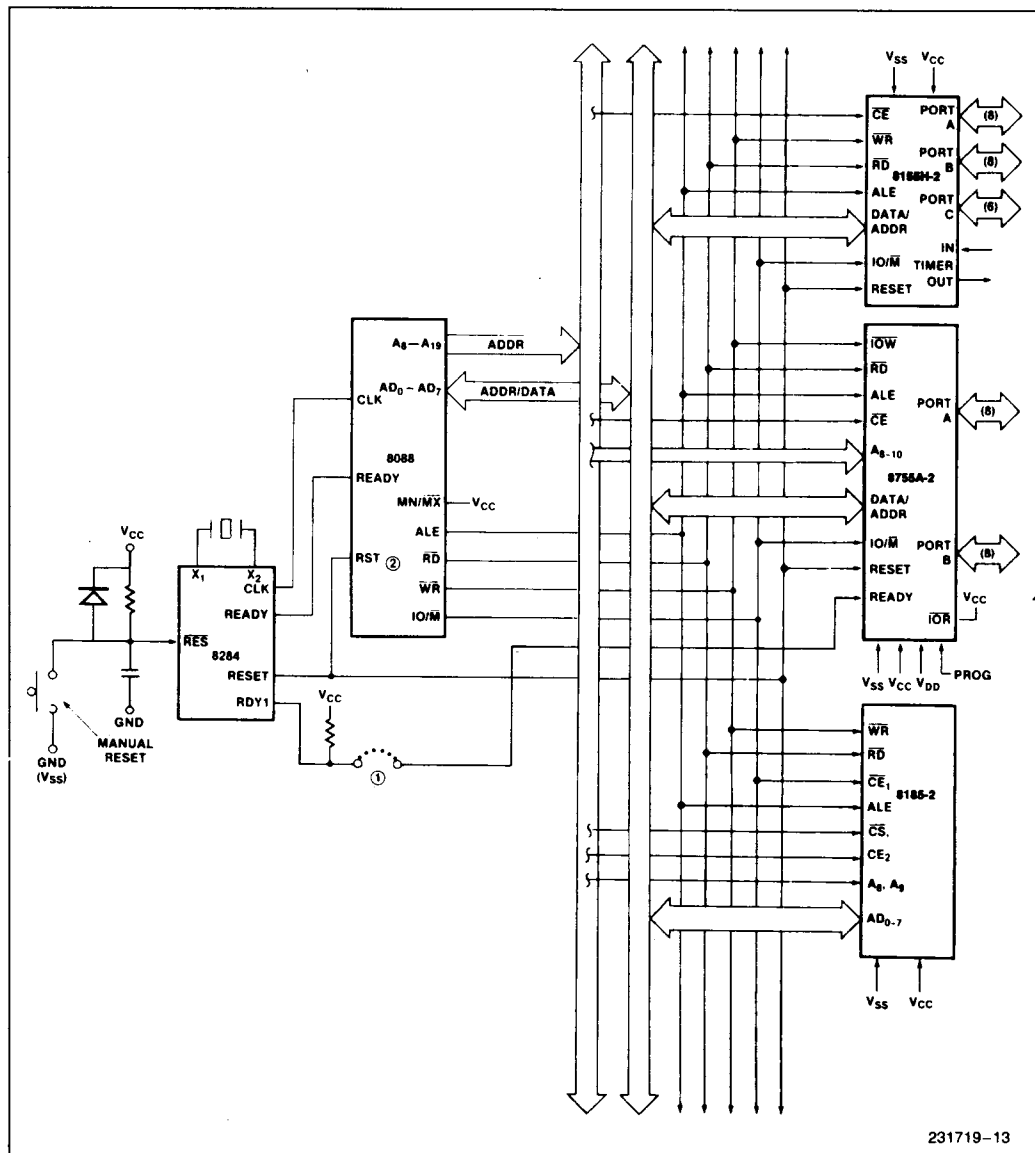 VSS VCC
CE
WR
RD
8155H-2
ALE
DATA/
ADDR
IO/M
RESET
PORT
A
(8)
PORT
B
(8)
PORT
C
(6)
IN
TIMER
OUT
A8–A19
ADDR
AD0–AD7
ADDR/DATA
CLK
8088
READY
MN/MX
VCC
ALE
RST
②
RD
WR
IO/M
IOW
RD
ALE
CE
A8-10
8755A-2
DATA/
ADDR
IO/M
RESET
READY
PORT
A
(8)
PORT
B
(8)
VCC
IOR
VSS VCC VDD
PROG
VCC
X1
X2
CLK
READY
RES
8284
RESET
RDY1
VCC
①
GND
MANUAL
RESET
GND
(VSS)
WR
RD
CE1
8185-2
ALE
CS.
CE2
A8, A9
AD0-7
VSS
VCC
231719–13